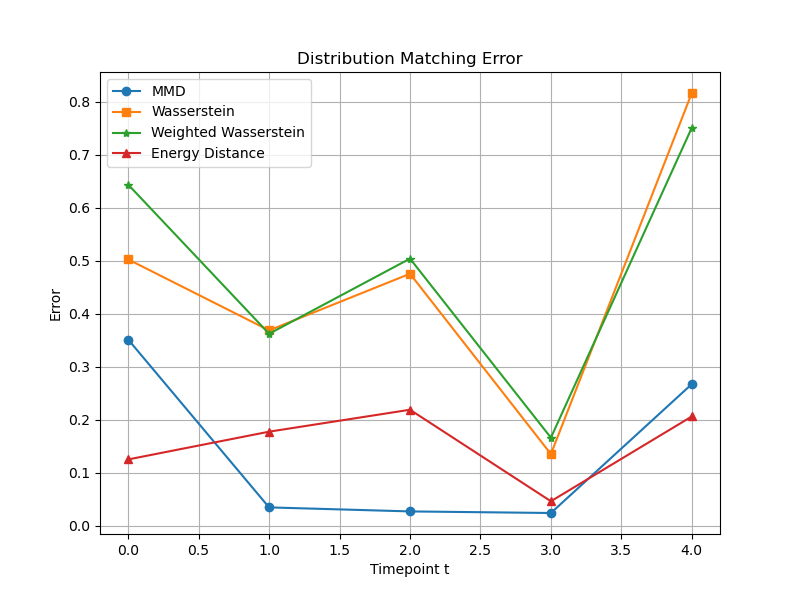 Distribution Matching Error
MMD
Wasserstein
Weighted Wasserstein
Energy Distance
Error
0.8
0.7
0.6
0.5
0.4
0.3
0.2
0.1
0.0
0.0 0.5 1.0 1.5 2.0 2.5 3.0 3.5 4.0
Timepoint t